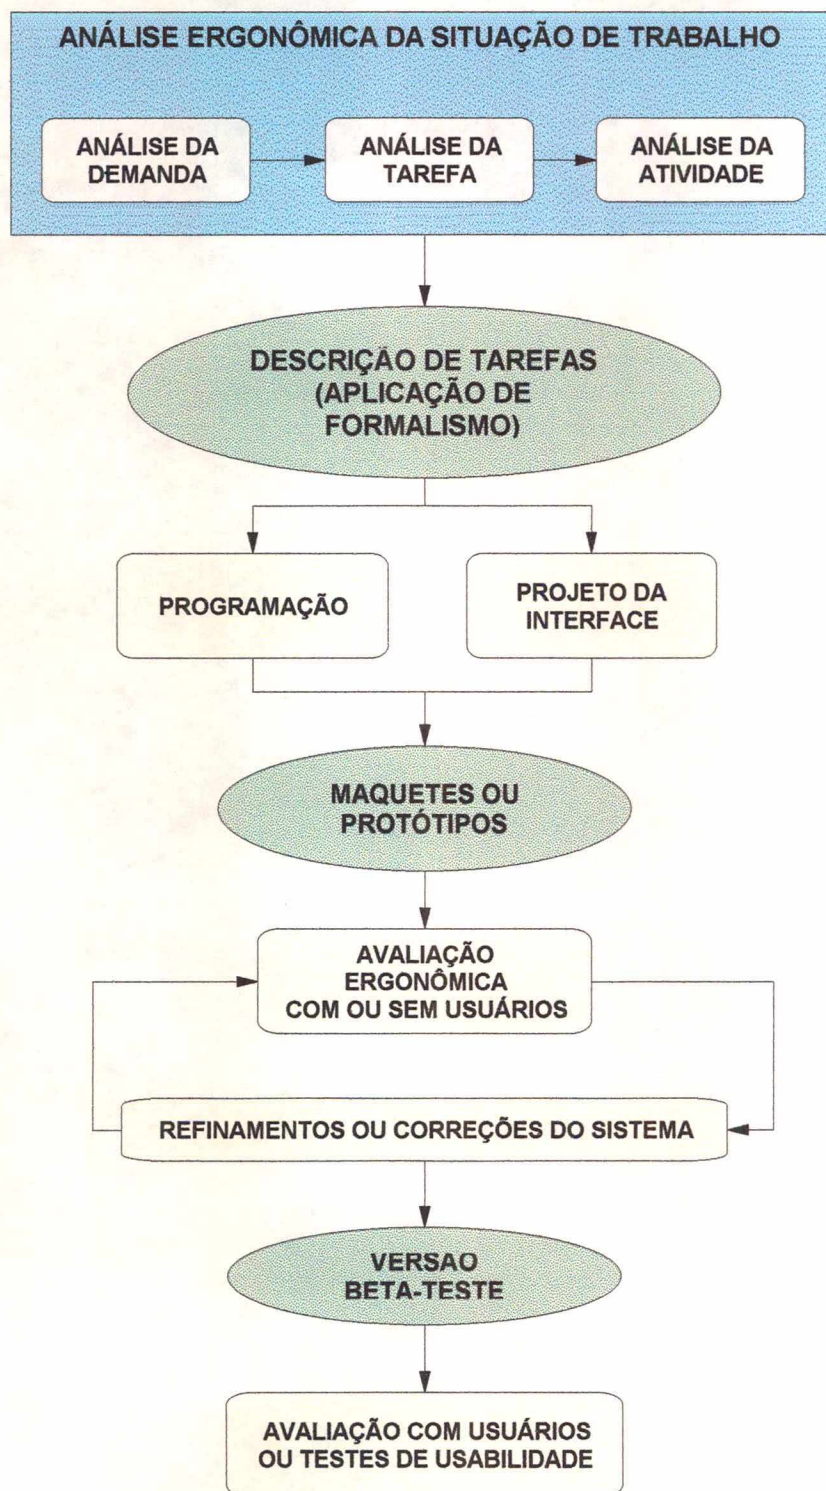 ANÁLISE ERGONÔMICA DA SITUAÇÃO DE TRABALHO
ANÁLISE DA
DEMANDA
ANÁLISE DA
TAREFA
ANÁLISE DA
ATIVIDADE
DESCRIÇÃO DE TAREFAS
(APLICAÇÃO DE
FORMALISMO)
PROGRAMAÇÃO
PROJETO DA
INTERFACE
MAQUETES OU
PROTÓTIPOS
AVALIAÇÃO
ERGONÔMICA
COM OU SEM USUÁRIOS
REFINAMENTOS OU CORREÇÕES DO SISTEMA
VERSAO
BETA-TESTE
AVALIAÇÃO COM USUÁRIOS
OU TESTES DE USABILIDADE